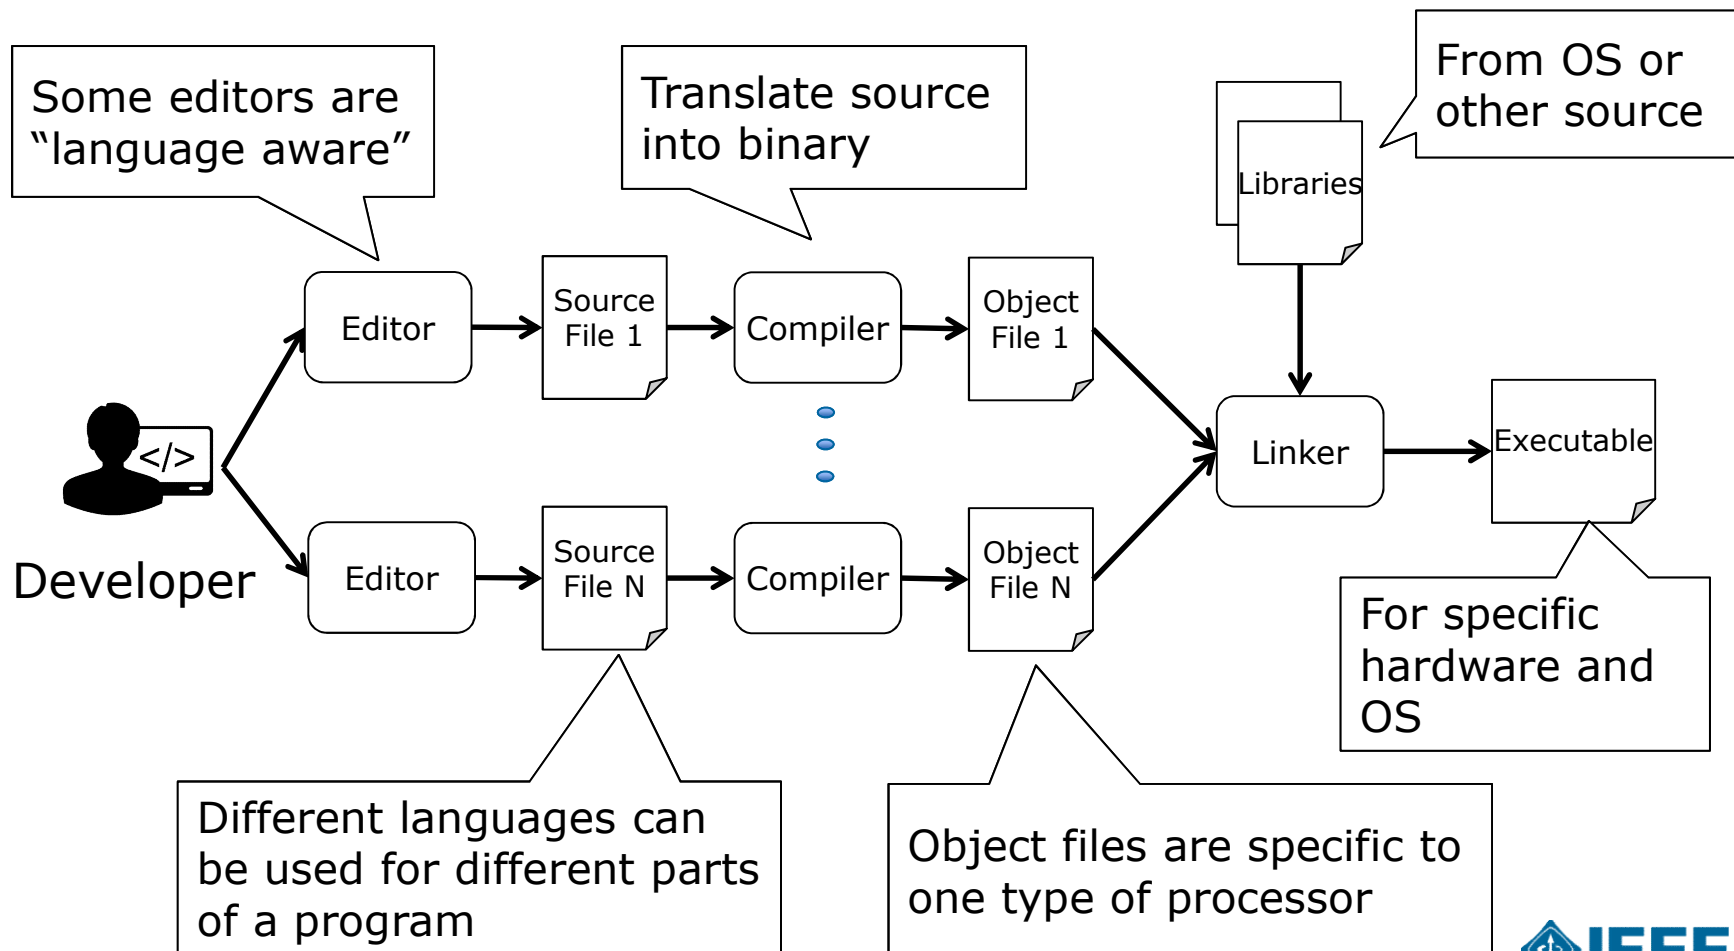 Some editors are
“language aware”
Translate source
into binary
From OS or
other source
Libraries
Editor
Source
File 1
Compiler
Object
File 1
</>
Developer
Linker
Executable
Editor
Source
File N
Compiler
Object
File N
For specific
hardware and
OS
Different languages can
be used for different parts
of a program
Object files are specific to
one type of processor
IEEE